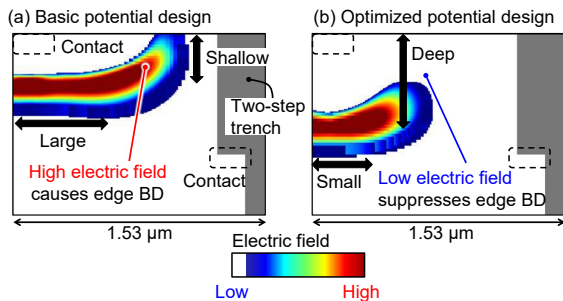 (a) Basic potential design
Contact
Shallow
Two-step
trench
Large
High electric field
causes edge BD
Contact
1.53 μm
(b) Optimized potential design
Deep
Small
Low electric field
suppresses edge BD
1.53 μm
Electric field
Low
High